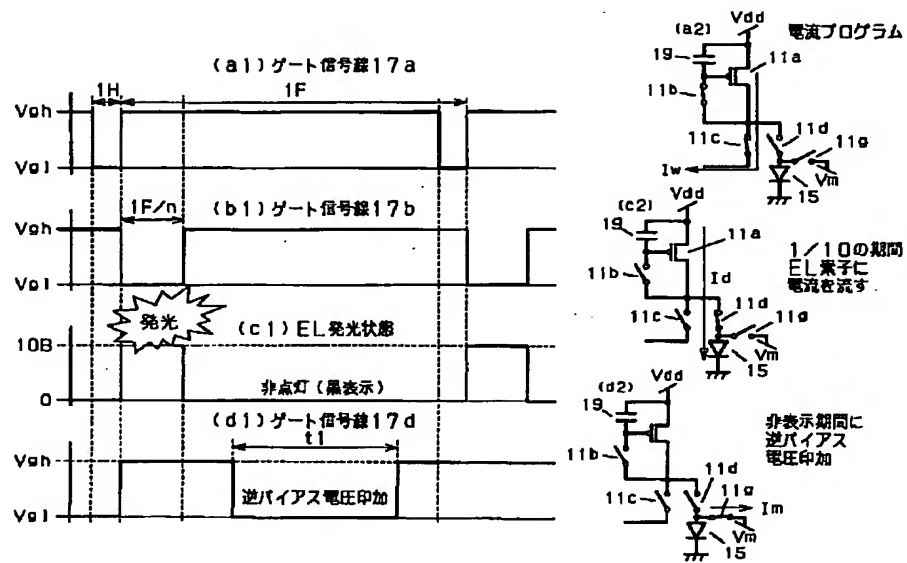 (a1)ゲート信号線17a
1H
1F
Vgh
Vgl
(b1)ゲート信号線17b
1F/n
Vgh
Vgl
発光
(c1)EL発光状態
10B
0
非点灯(黒表示)
(d1)ゲート信号線17d
t1
Vgh
Vgl
逆バイアス電圧印加
(a2)
Vdd
電流プログラム
19
11a
11b
11c
11d
11g
Iw
Vm
15
(c2)
Vdd
19
11a
11b
Id
1/10の期間
EL素子に
電流を流す
11c
11d
11g
Vm
15
(d2)
Vdd
19
非表示期間に
逆バイアス
電圧印加
11b
11c
11d
11g
Im
Vm
15